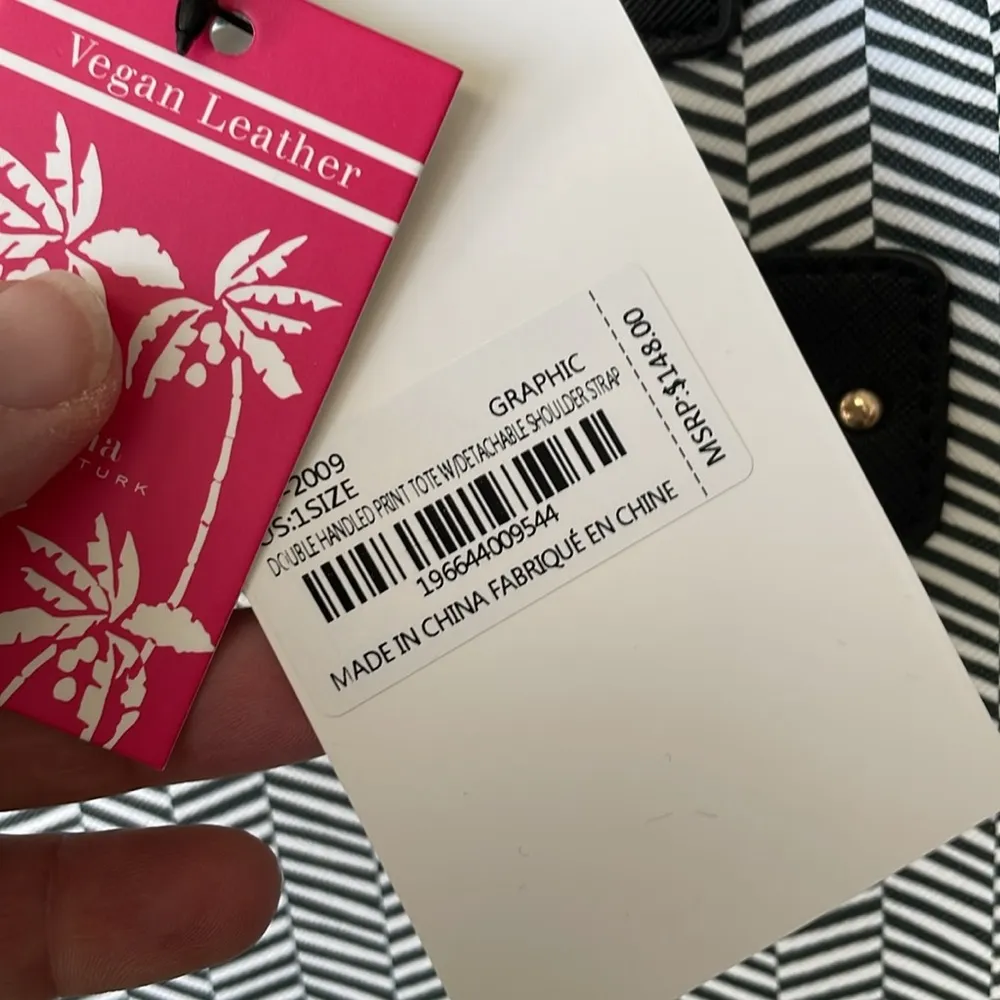 Vegan Leather
TURK
GRAPHIC
-2009
US:1SIZE
DOUBLE HANDLED PRINT TOTE W/DETACHABLE SHOULDER STRAP
196644009544
MADE IN CHINA FABRIQUÉ EN CHINE
MSRP:$148.00